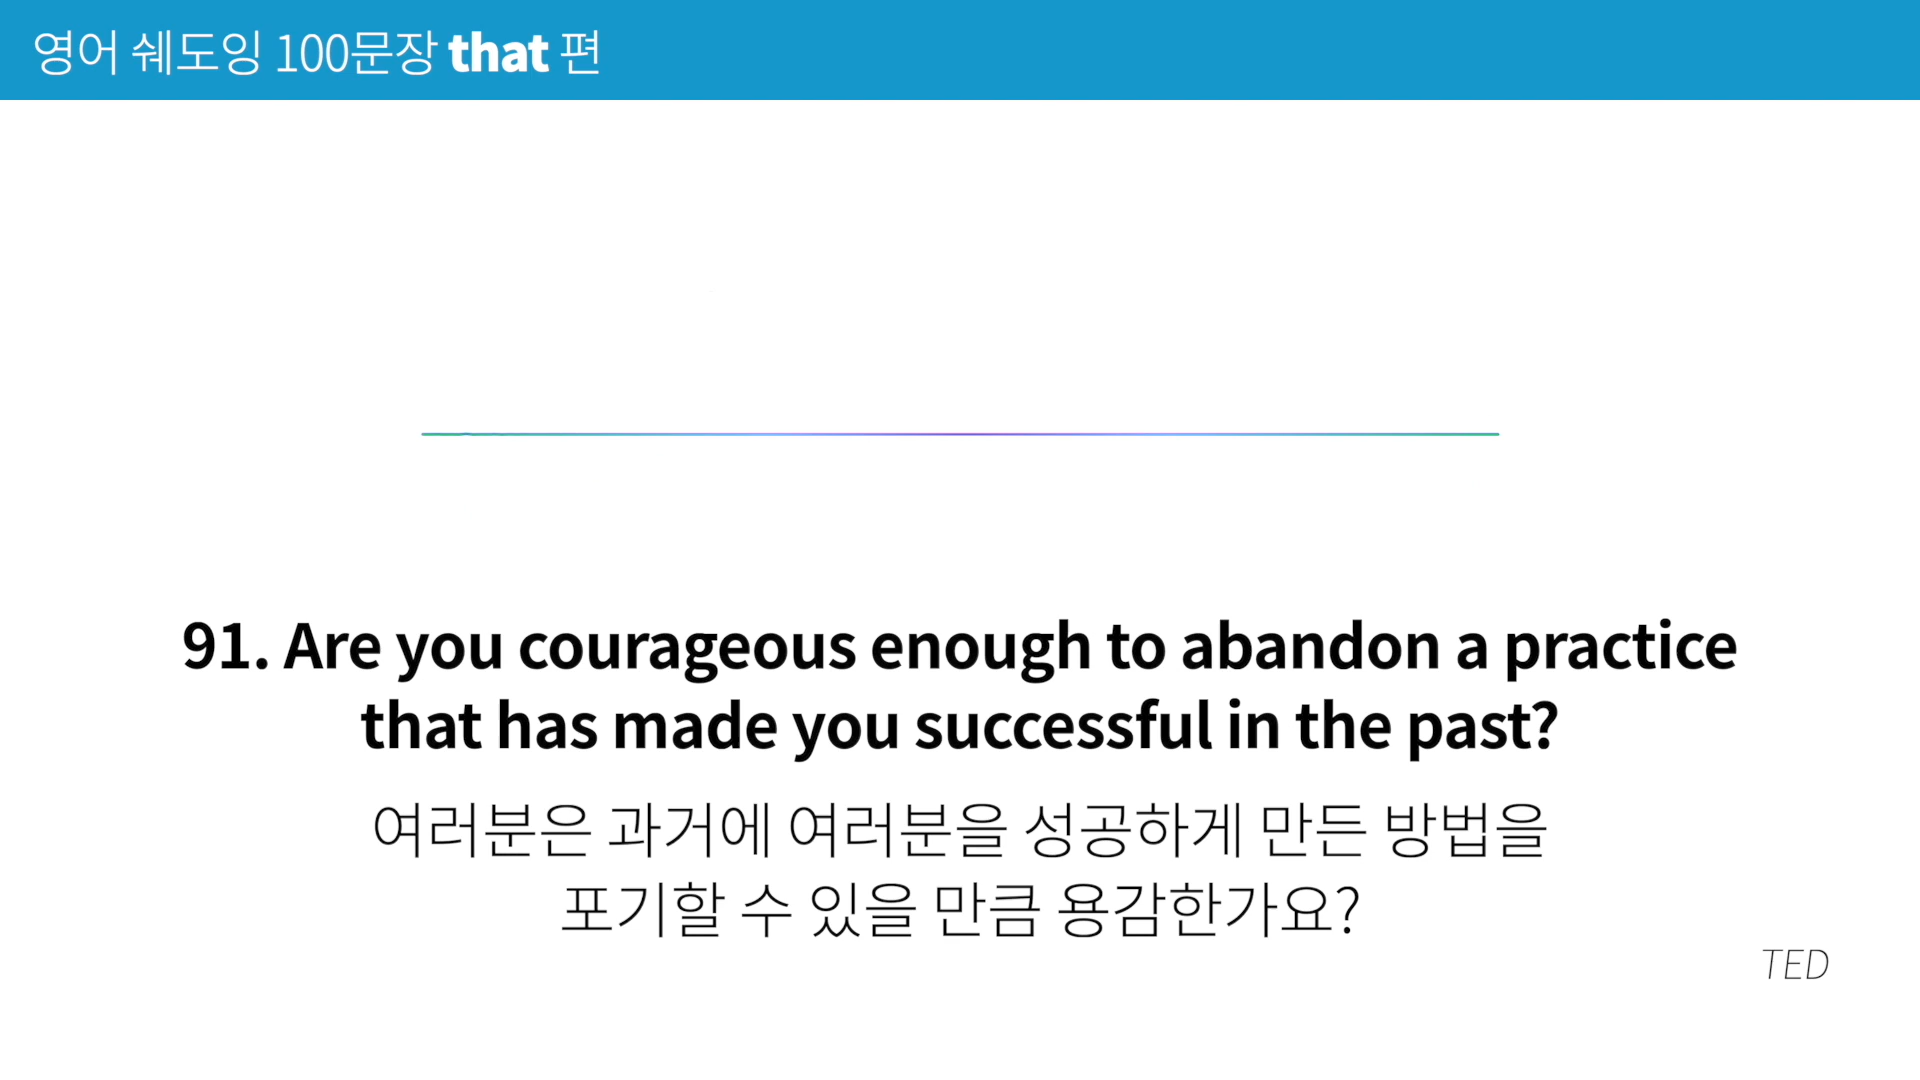 영어 쉐도잉 100문장 that 편
91. Are you courageous enough to abandon a practice
that has made you successful in the past?
여러분은 과거에 여러분을 성공하게 만든 방법을
포기할 수 있을 만큼 용감한가요?
TED